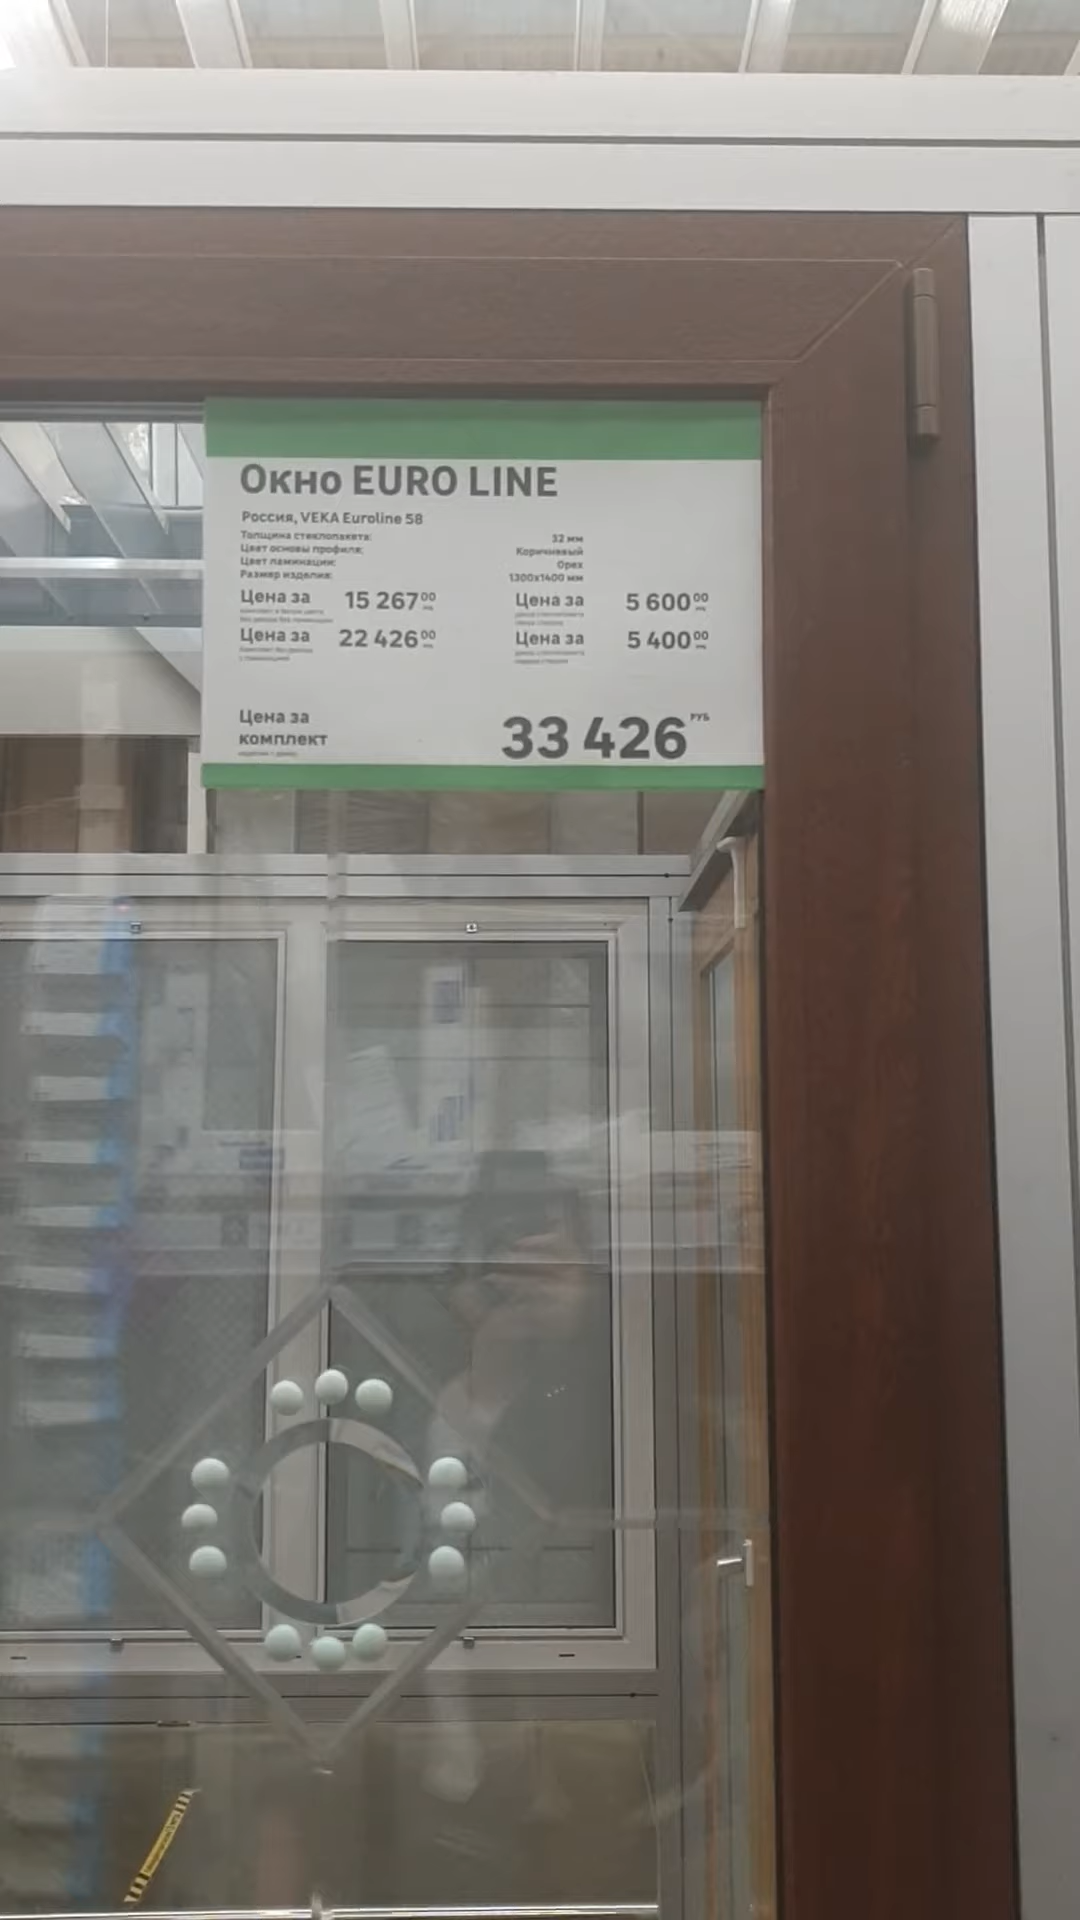 Окно EURO LINE
Россия, VEKA Euroline 58
Толщина стеклопакета: 32 мм
Цвет основы профиля: Коричневый
Цвет ламинации: Орех
Размер изделия: 1300х1400 мм
Цена за 15 267 00 Цена за 5 600 00
Цена за 22 426 00 Цена за 5 400 00
Цена за
комплект 33 426 РУБ